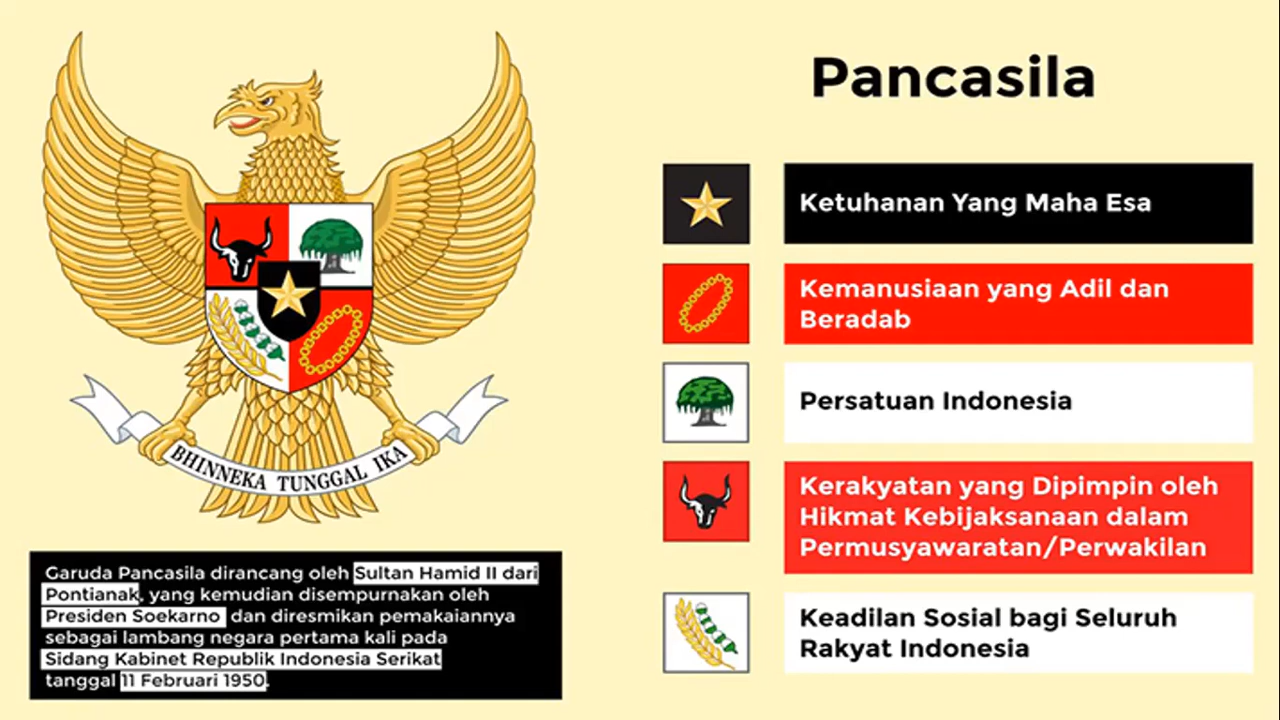 BHINNEKA TUNGGAL IKA
Garuda Pancasila dirancang oleh Sultan Hamid II dari
Pontianak, yang kemudian disempurnakan oleh
Presiden Soekarno dan diresmikan pemakaiannya
sebagai lambang negara pertama kali pada
Sidang Kabinet Republik Indonesia Serikat
tanggal 11 Februari 1950.
Pancasila
Ketuhanan Yang Maha Esa
Kemanusiaan yang Adil dan
Beradab
Persatuan Indonesia
Kerakyatan yang Dipimpin oleh
Hikmat Kebijaksanaan dalam
Permusyawaratan/Perwakilan
Keadilan Sosial bagi Seluruh
Rakyat Indonesia